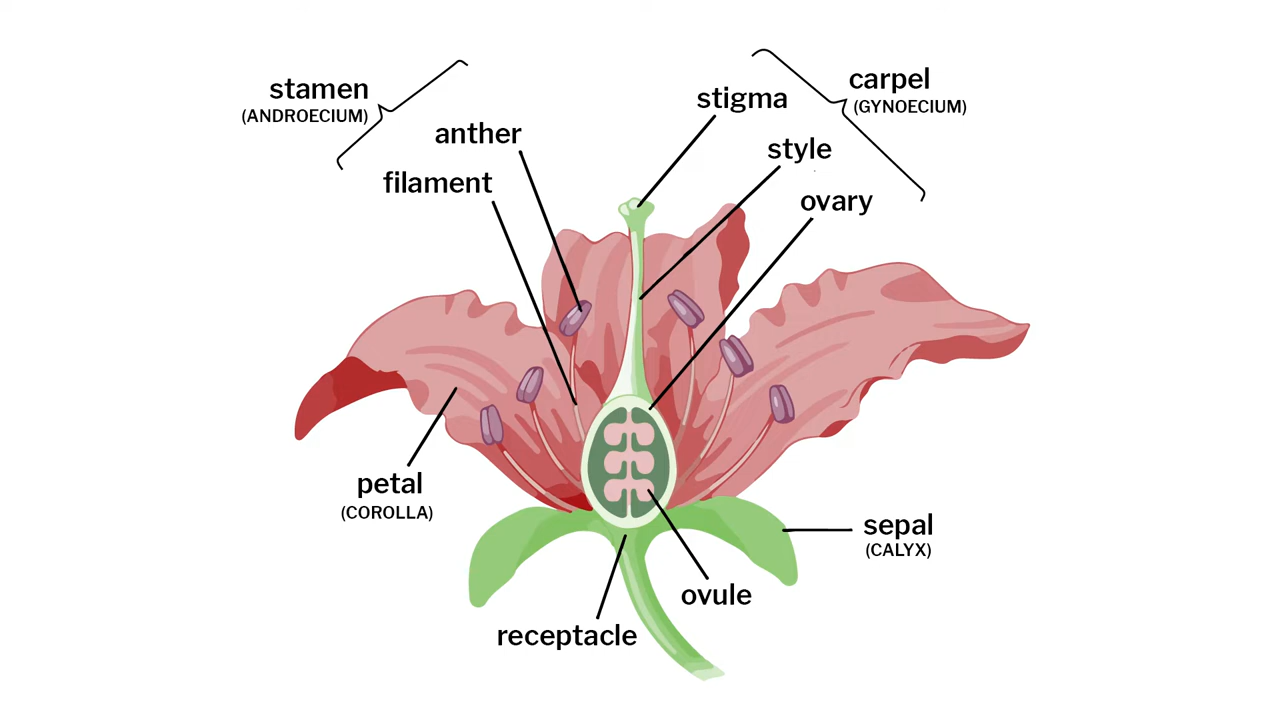 stamen
(ANDROECIUM)
anther
filament
stigma
style
ovary
carpel
(GYNOECIUM)
petal
(COROLLA)
sepal
(CALYX)
ovule
receptacle